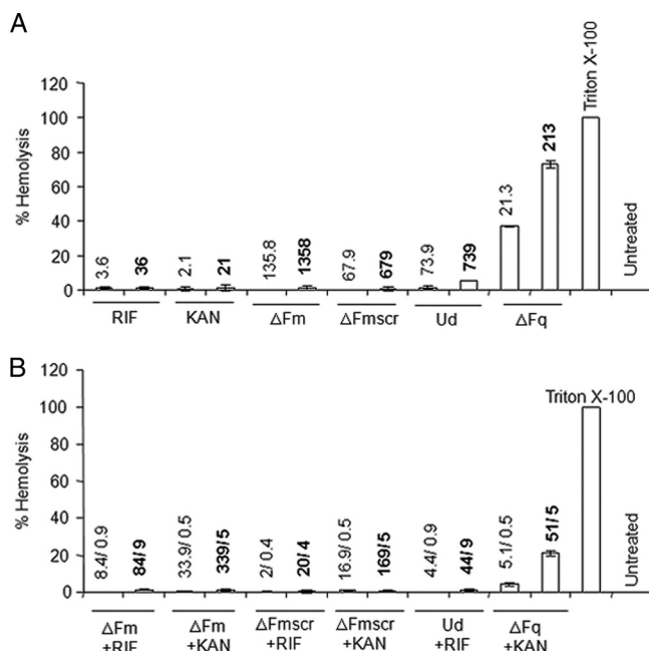 A
% Hemolysis
120
100
80
60
40
20
0
3.6
36
2.1
21
135.8
1358
67.9
679
73.9
739
21.3
213
Triton X-100
Untreated
RIF
KAN
ΔFm
ΔFmscr
Ud
ΔFq
B
% Hemolysis
120
100
80
60
40
20
0
8.4/ 0.9
84/ 9
33.9/ 0.5
339/ 5
2/ 0.4
20/ 4
16.9/ 0.5
169/ 5
4.4/ 0.9
44/ 9
5.1/ 0.5
51/ 5
Triton X-100
Untreated
ΔFm
+RIF
ΔFm
+KAN
ΔFmscr
+RIF
ΔFmscr
+KAN
Ud
+RIF
ΔFq
+KAN